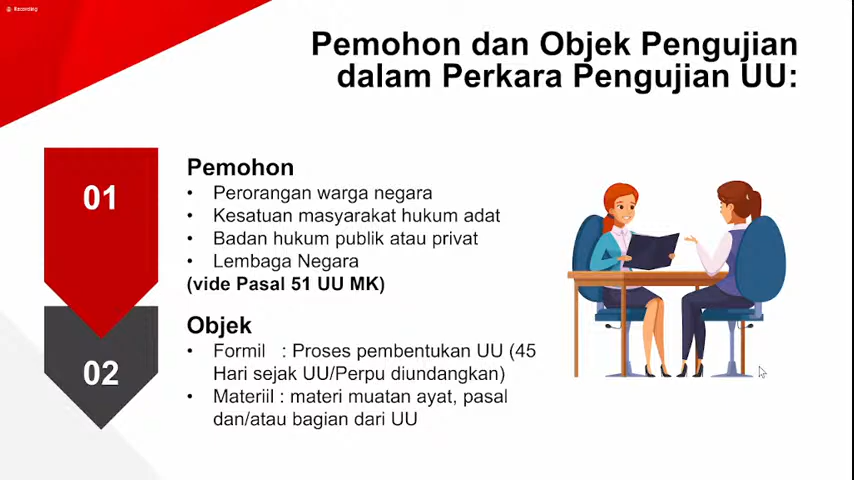 Recording
Pemohon dan Objek Pengujian
dalam Perkara Pengujian UU:
01
Pemohon
• Perorangan warga negara
• Kesatuan masyarakat hukum adat
• Badan hukum publik atau privat
• Lembaga Negara
(vide Pasal 51 UU MK)
02
Objek
• Formil : Proses pembentukan UU (45
Hari sejak UU/Perpu diundangkan)
• Materiil : materi muatan ayat, pasal
dan/atau bagian dari UU